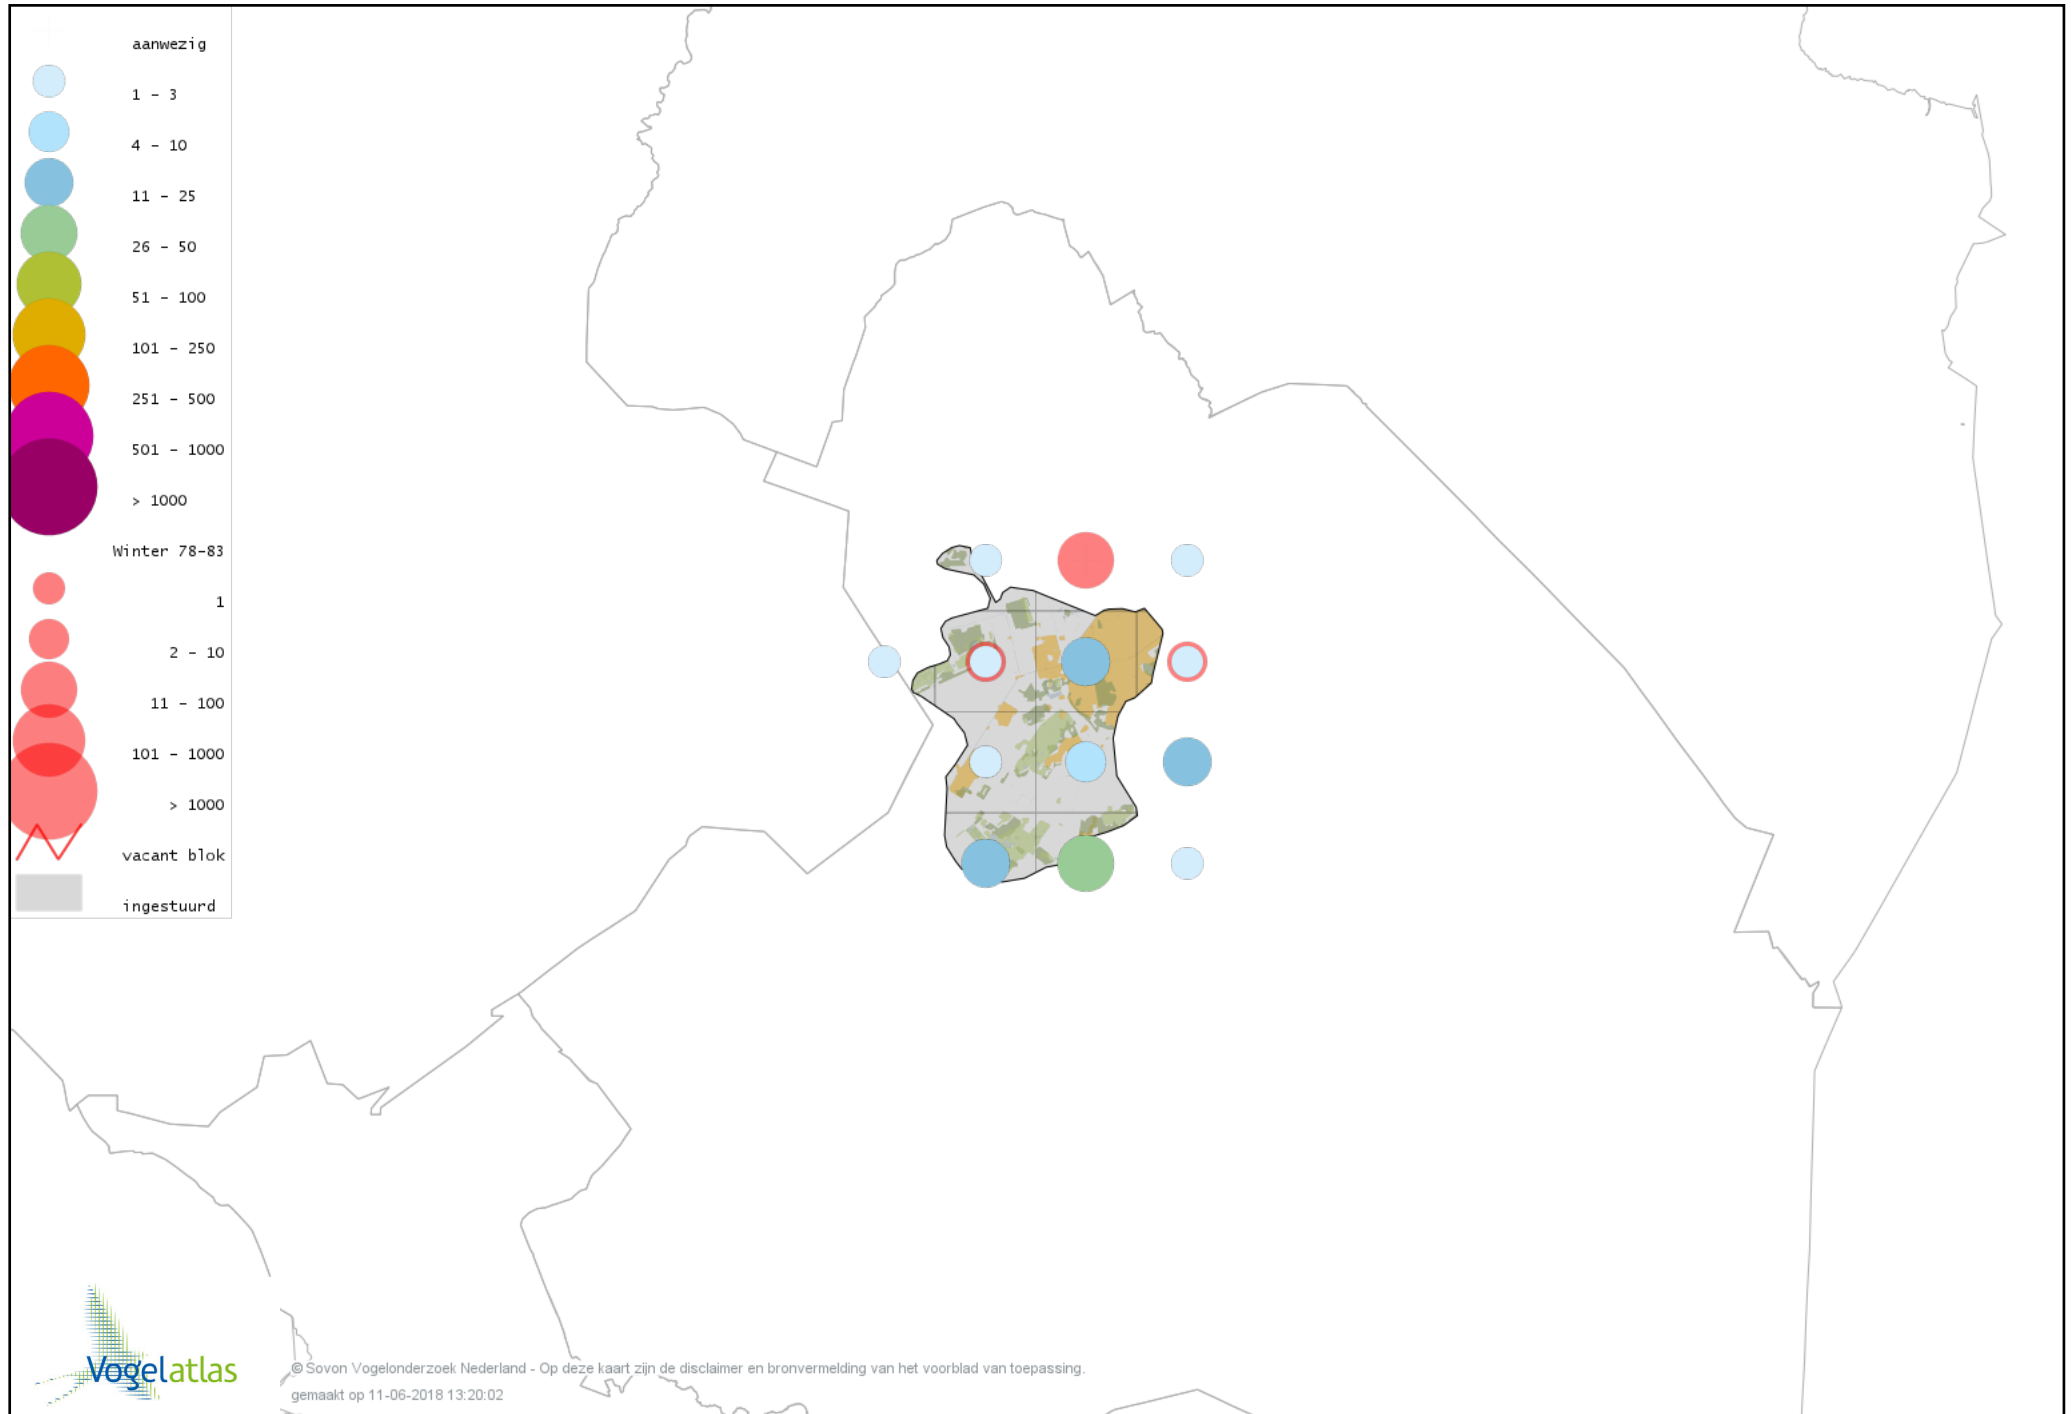 aanwezig
1 – 3
4 – 10
11 – 25
26 – 50
51 – 100
101 – 250
251 – 500
501 – 1000
> 1000
Winter 78–83
1
2 – 10
11 – 100
101 – 1000
> 1000
vacant blok
ingestuurd
Vogelatlas
© Sovon Vogelonderzoek Nederland - Op deze kaart zijn de disclaimer en bronvermelding van het voorblad van toepassing.
gemaakt op 11-06-2018 13:20:02